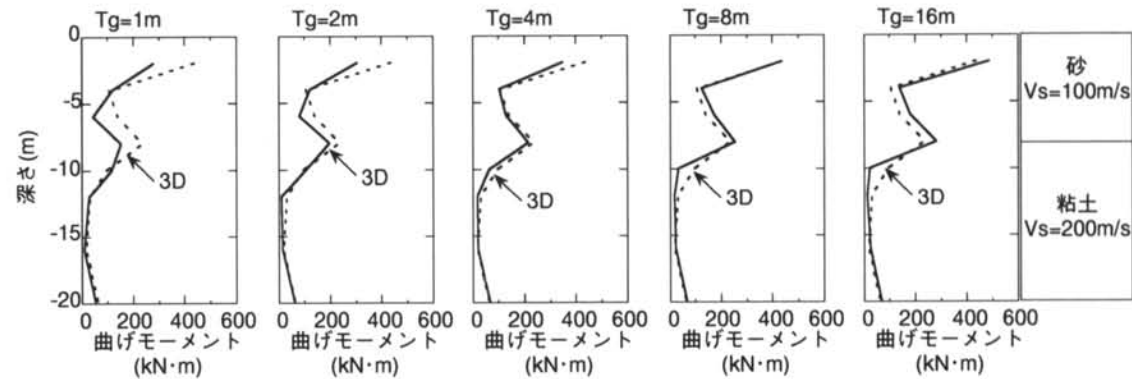 Tg=1m
Tg=2m
Tg=4m
Tg=8m
Tg=16m
0
-5
-10
-15
-20
深さ(m)
3D
3D
3D
3D
3D
砂
Vs=100m/s
粘土
Vs=200m/s
0 200 400 600
0 200 400 600
0 200 400 600
0 200 400 600
0 200 400 600
曲げモーメント
(kN·m)
曲げモーメント
(kN·m)
曲げモーメント
(kN·m)
曲げモーメント
(kN·m)
曲げモーメント
(kN·m)